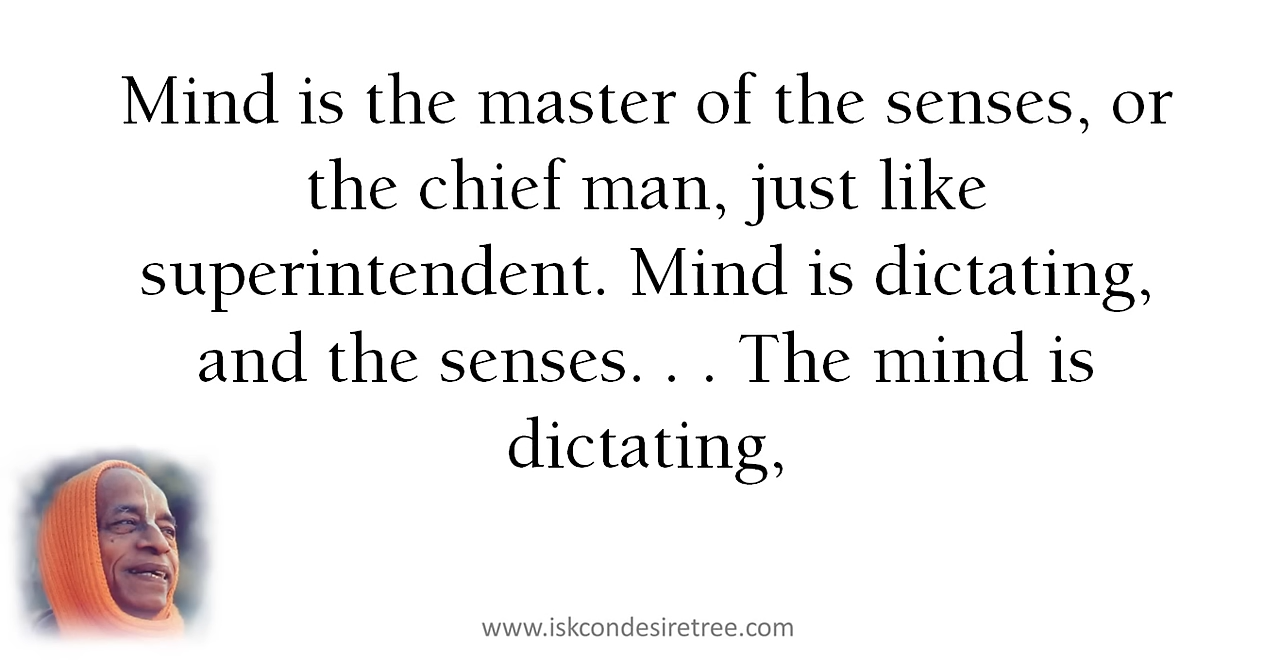 Mind is the master of the senses, or
the chief man, just like
superintendent. Mind is dictating,
and the senses. . . The mind is
dictating,
www.iskcondesiretree.com